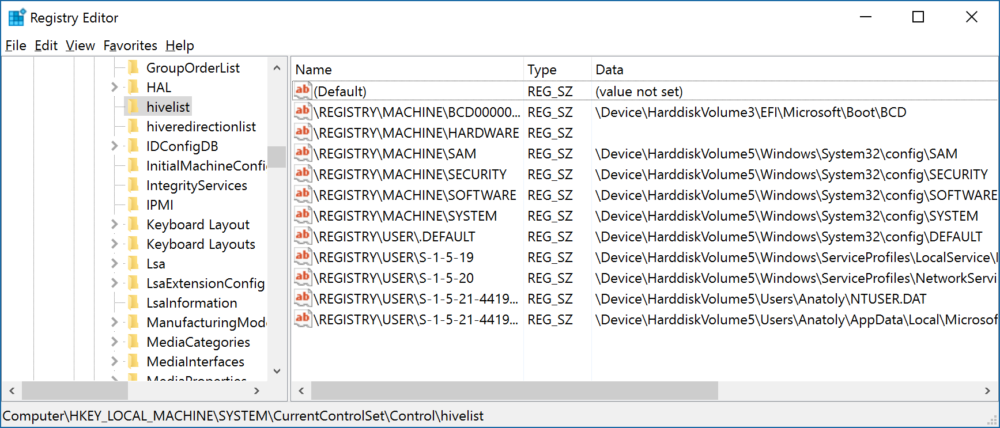 Registry Editor
File Edit View Favorites Help
GroupOrderList
HAL
hivelist
hiveredirectionlist
IDConfigDB
InitialMachineConfi
IntegrityServices
IPMI
Keyboard Layout
Keyboard Layouts
Lsa
LsaExtensionConfig
LsaInformation
ManufacturingMod
MediaCategories
MediaInterfaces
MediaProperties
Name Type Data
(Default) REG_SZ (value not set)
\REGISTRY\MACHINE\BCD00000... REG_SZ \Device\HarddiskVolume3\EFI\Microsoft\Boot\BCD
\REGISTRY\MACHINE\HARDWARE REG_SZ
\REGISTRY\MACHINE\SAM REG_SZ \Device\HarddiskVolume5\Windows\System32\config\SAM
\REGISTRY\MACHINE\SECURITY REG_SZ \Device\HarddiskVolume5\Windows\System32\config\SECURITY
\REGISTRY\MACHINE\SOFTWARE REG_SZ \Device\HarddiskVolume5\Windows\System32\config\SOFTWARE
\REGISTRY\MACHINE\SYSTEM REG_SZ \Device\HarddiskVolume5\Windows\System32\config\SYSTEM
\REGISTRY\USER\.DEFAULT REG_SZ \Device\HarddiskVolume5\Windows\System32\config\DEFAULT
\REGISTRY\USER\S-1-5-19 REG_SZ \Device\HarddiskVolume5\Windows\ServiceProfiles\LocalService\
\REGISTRY\USER\S-1-5-20 REG_SZ \Device\HarddiskVolume5\Windows\ServiceProfiles\NetworkServi
\REGISTRY\USER\S-1-5-21-4419... REG_SZ \Device\HarddiskVolume5\Users\Anatoly\NTUSER.DAT
\REGISTRY\USER\S-1-5-21-4419... REG_SZ \Device\HarddiskVolume5\Users\Anatoly\AppData\Local\Microsof
Computer\HKEY_LOCAL_MACHINE\SYSTEM\CurrentControlSet\Control\hivelist